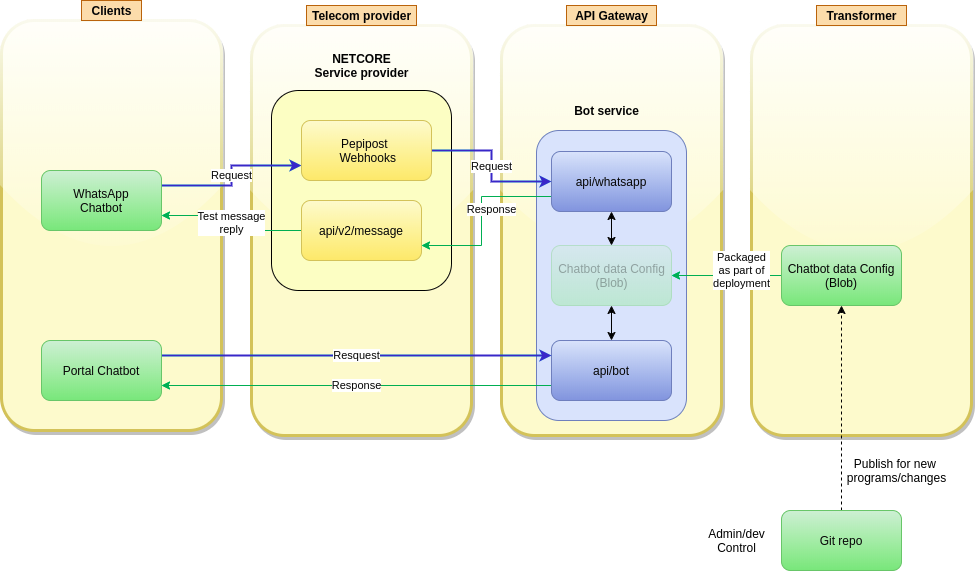 Clients
Telecom provider
API Gateway
Transformer
NETCORE
Service provider
Bot service
Pepipost
Webhooks
Request
Request
WhatsApp
Chatbot
api/whatsapp
Test message
reply
Response
api/v2/message
Chatbot data Config
(Blob)
Packaged
as part of
deployment
Chatbot data Config
(Blob)
Portal Chatbot
Resquest
Response
api/bot
Publish for new
programs/changes
Admin/dev
Control
Git repo